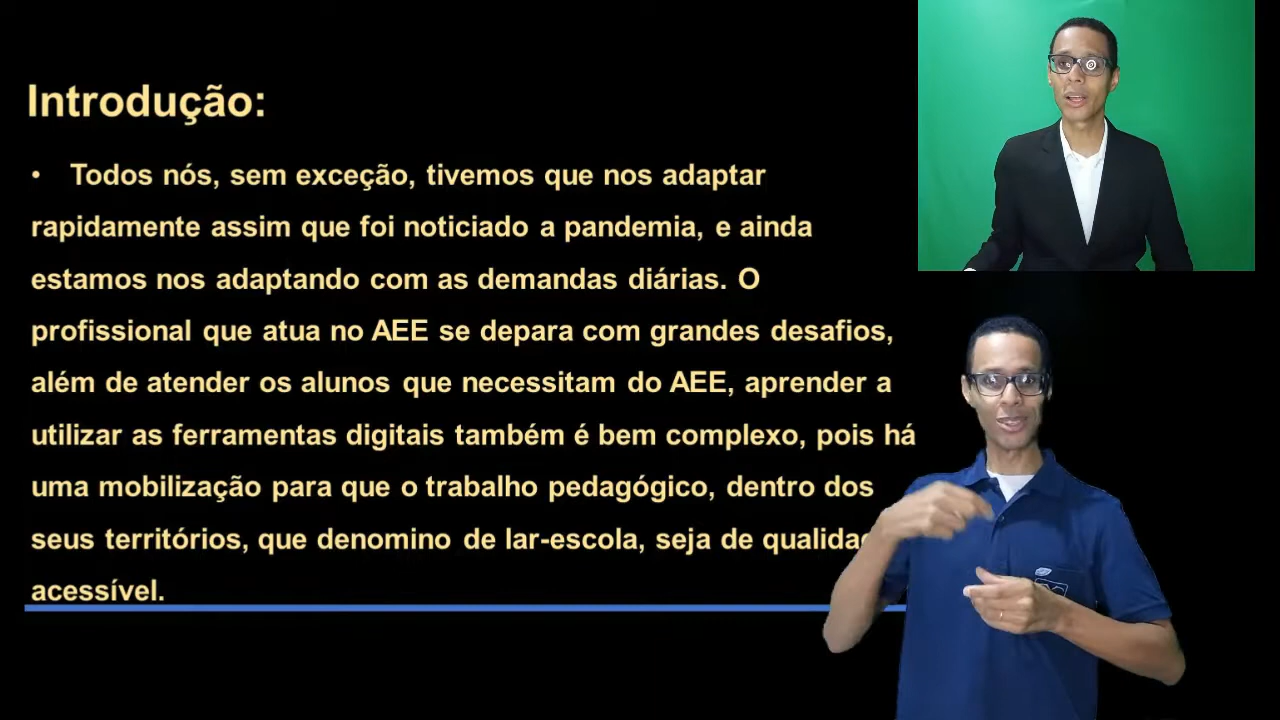 Introdução:
• Todos nós, sem exceção, tivemos que nos adaptar
rapidamente assim que foi noticiado a pandemia, e ainda
estamos nos adaptando com as demandas diárias. O
profissional que atua no AEE se depara com grandes desafios,
além de atender os alunos que necessitam do AEE, aprender a
utilizar as ferramentas digitais também é bem complexo, pois há
uma mobilização para que o trabalho pedagógico, dentro dos
seus territórios, que denomino de lar-escola, seja de
acessível.